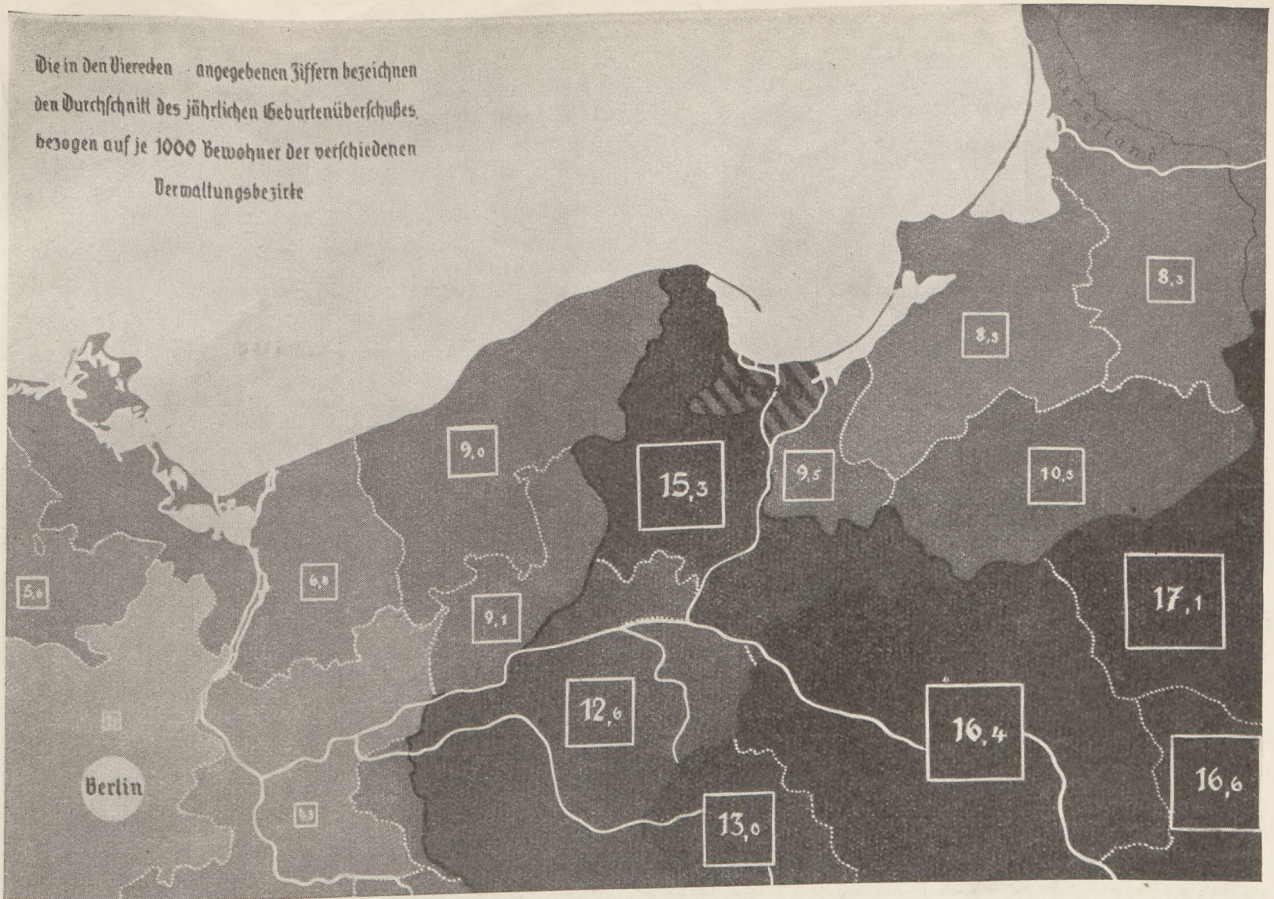 Die in den Vierecken angegebenen Ziffern bezeichnen
den Durchschnitt des jährlichen Geburtenüberschußes,
bezogen auf je 1000 Bewohner der verschiedenen
Verwaltungsbezirke
Memelland
8,3
8,3
9,0
15,3
9,5
10,3
5,6
6,8
9,1
17,1
12,6
16,4
16,6
Berlin
13,0